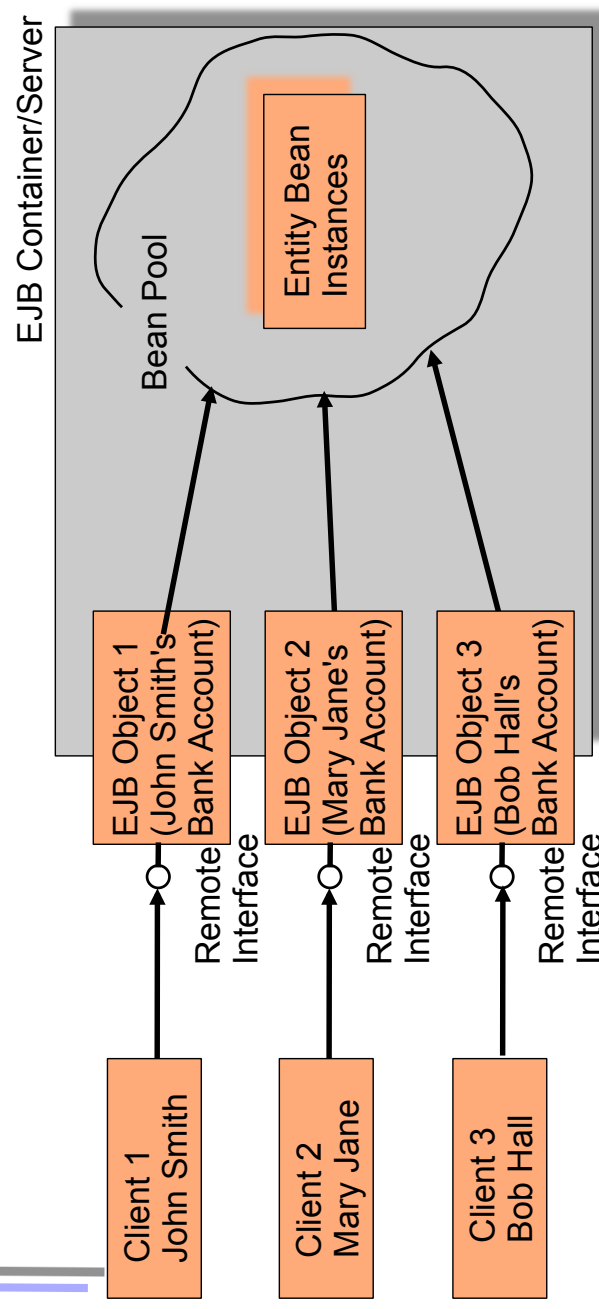 EJB Container/Server
Client 1
John Smith
Remote
Interface
EJB Object 1
(John Smith's
Bank Account)
Bean Pool
Client 2
Mary Jane
Remote
Interface
EJB Object 2
(Mary Jane's
Bank Account)
Entity Bean
Instances
Client 3
Bob Hall
Remote
Interface
EJB Object 3
(Bob Hall's
Bank Account)